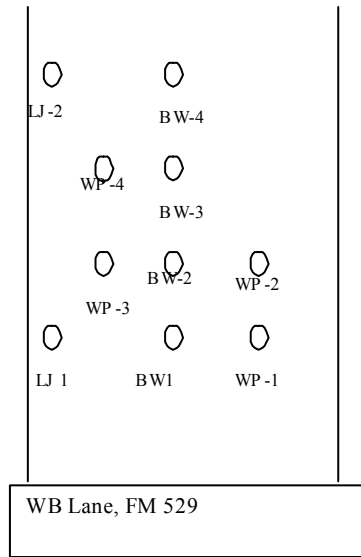 LJ-2
BW-4
WP-4
BW-3
BW-2
WP-2
WP-3
LJ 1
BW1
WP-1
WB Lane, FM 529